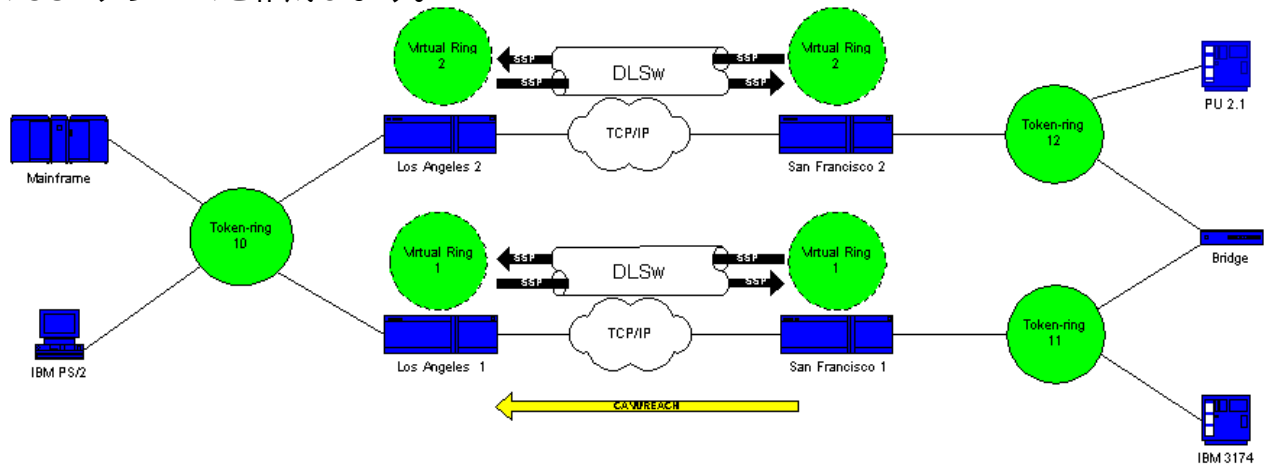 Virtual Ring
2
SSP
SSP
DLSw
SSP
SSP
Virtual Ring
2
PU 2.1
Mainframe
Los Angeles 2
TCP/IP
San Francisco 2
Token-ring
12
Token-ring
10
Virtual Ring
1
SSP
SSP
DLSw
SSP
SSP
Virtual Ring
1
Bridge
IBM PS/2
Los Angeles 1
TCP/IP
San Francisco 1
Token-ring
11
CANUREACH
IBM 3174